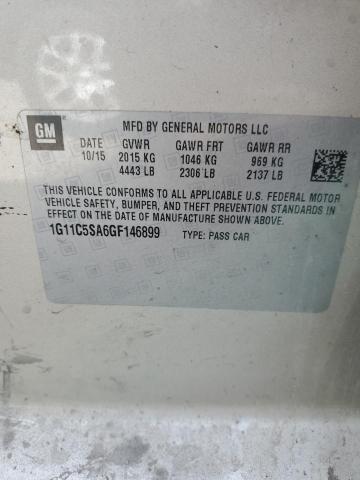 GM
MFD BY GENERAL MOTORS LLC
DATE GVWR GAWR FRT GAWR RR
10/15 2015 KG 1046 KG 969 KG
4443 LB 2306 LB 2137 LB
THIS VEHICLE CONFORMS TO ALL APPLICABLE U.S. FEDERAL MOTOR
VEHICLE SAFETY, BUMPER, AND THEFT PREVENTION STANDARDS IN
EFFECT ON THE DATE OF MANUFACTURE SHOWN ABOVE.
1G11C5SA6GF146899 TYPE: PASS CAR